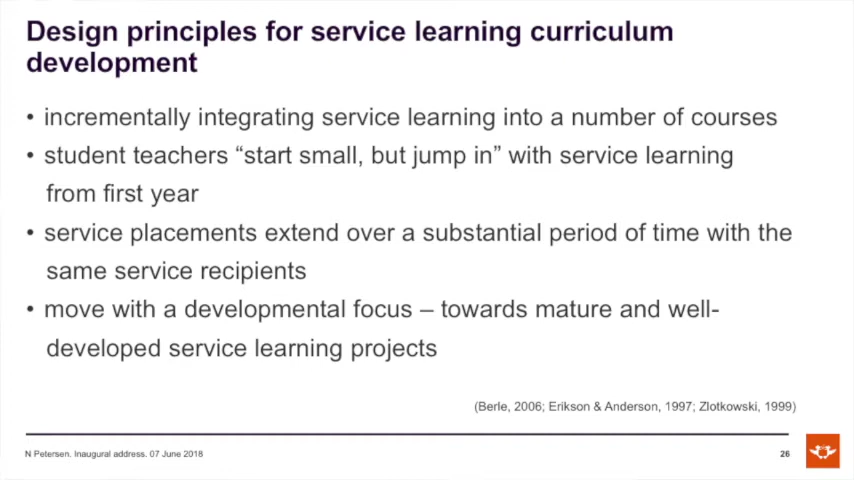 Design principles for service learning curriculum
development
• incrementally integrating service learning into a number of courses
• student teachers “start small, but jump in” with service learning
from first year
• service placements extend over a substantial period of time with the
same service recipients
• move with a developmental focus – towards mature and well-
developed service learning projects
(Berle, 2006; Erikson & Anderson, 1997; Zlotkowski, 1999)
N Petersen. Inaugural address. 07 June 2018
26